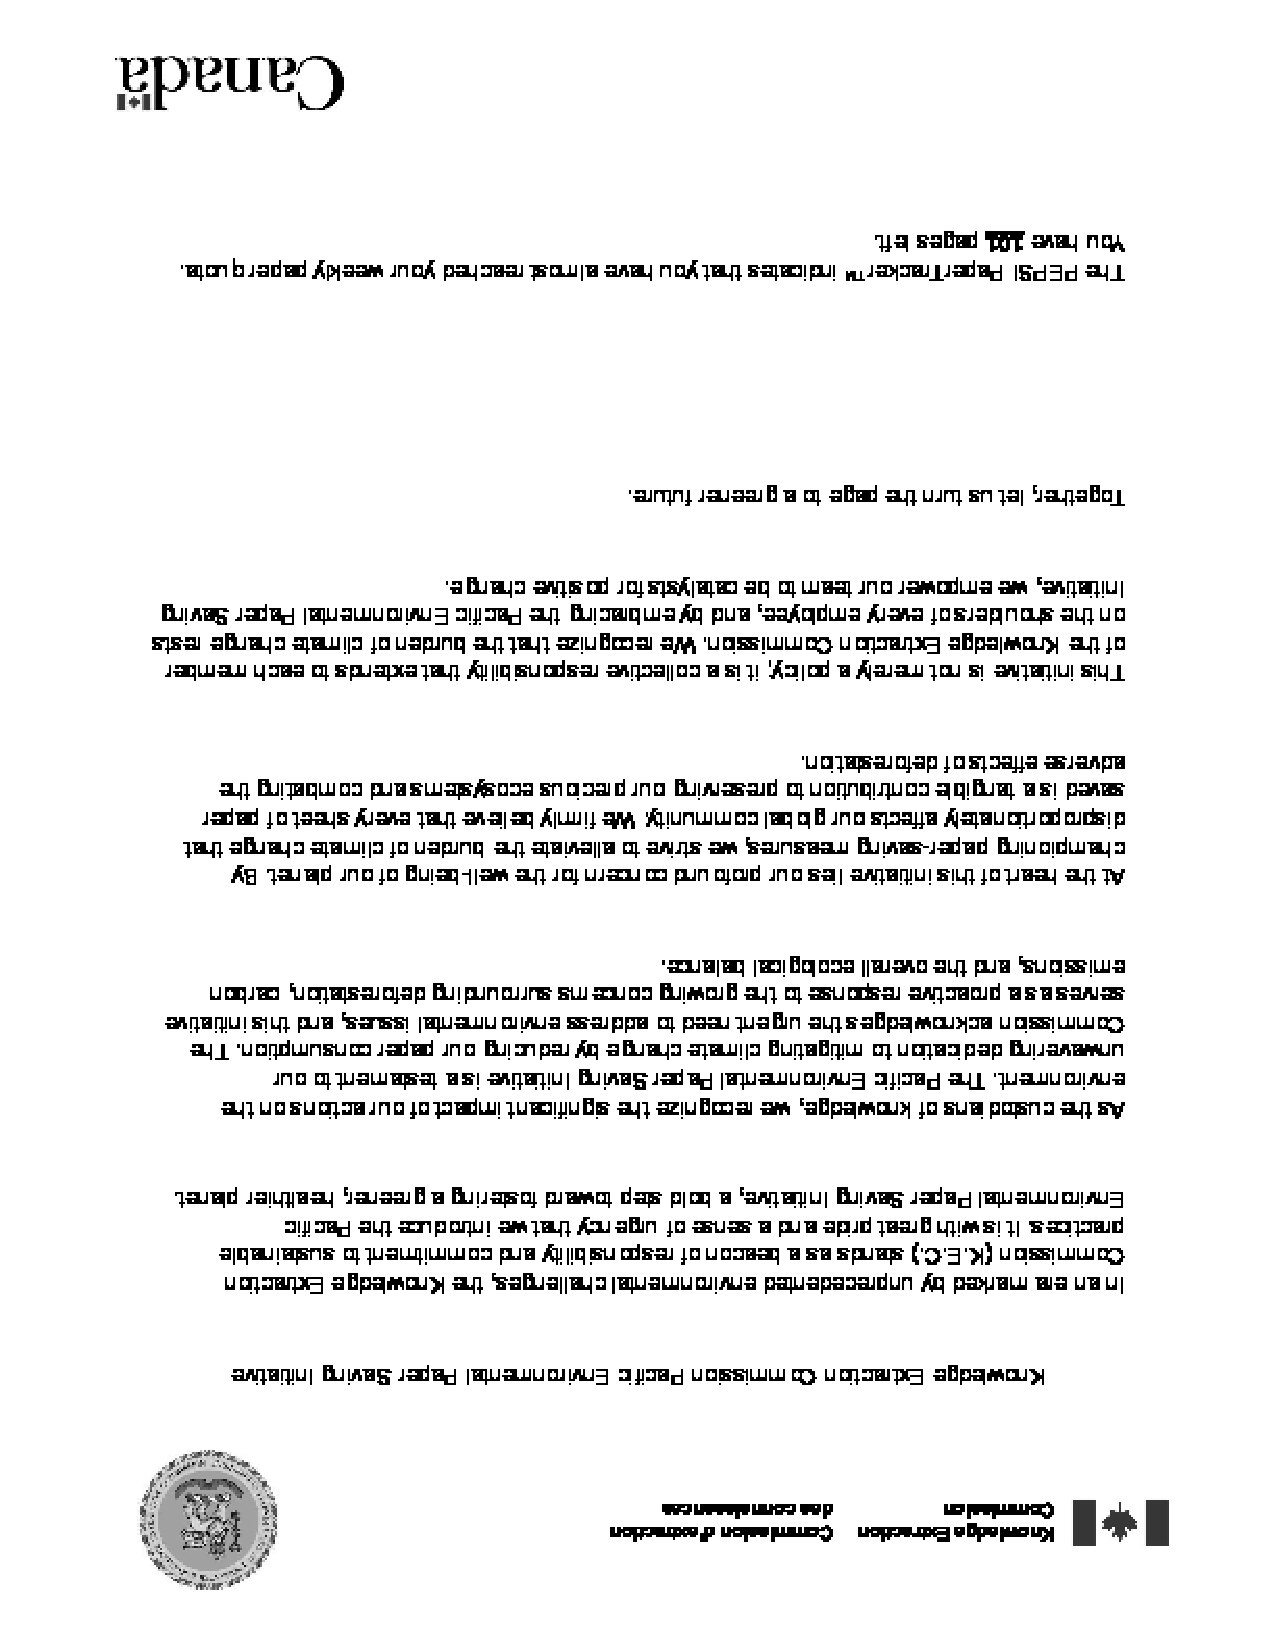 Knowledge Extraction Commission d'extraction
Commission des connaissances
Knowledge Extraction Commission Pacific Environmental Paper Saving Initiative
In an era marked by unprecedented environmental challenges, the Knowledge Extraction
Commission (K.E.C.) stands as a beacon of responsibility and commitment to sustainable
practices. It is with great pride and a sense of urgency that we introduce the Pacific
Environmental Paper Saving Initiative, a bold step toward fostering a greener, healthier planet.
As the custodians of knowledge, we recognize the significant impact of our actions on the
environment. The Pacific Environmental Paper Saving Initiative is a testament to our
unwavering dedication to mitigating climate change by reducing our paper consumption. The
Commission acknowledges the urgent need to address environmental issues, and this initiative
serves as a proactive response to the growing concerns surrounding deforestation, carbon
emissions, and the overall ecological balance.
At the heart of this initiative lies our profound concern for the well-being of our planet. By
championing paper-saving measures, we strive to alleviate the burden of climate change that
disproportionately affects our global community. We firmly believe that every sheet of paper
saved is a tangible contribution to preserving our precious ecosystems and combating the
adverse effects of deforestation.
This initiative is not merely a policy; it is a collective responsibility that extends to each member
of the Knowledge Extraction Commission. We recognize that the burden of climate change rests
on the shoulders of every employee, and by embracing the Pacific Environmental Paper Saving
Initiative, we empower our team to be catalysts for positive change.
Together, let us turn the page to a greener future.
The PEPSI PaperTracker™ indicates that you have almost reached your weekly paper quota.
You have 101 pages left.
Canada